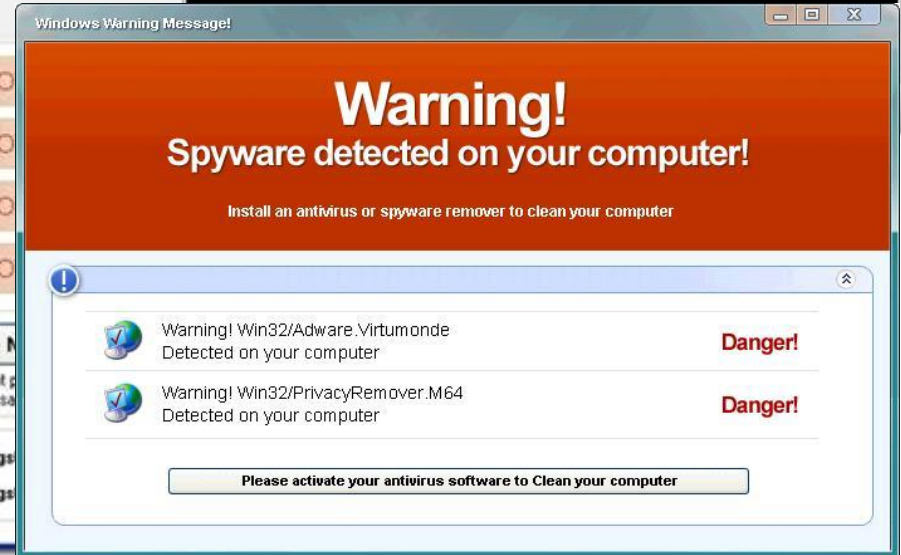 Windows Warning Message!
Warning!
Spyware detected on your computer!
Install an antivirus or spyware remover to clean your computer
Warning! Win32/Adware.Virtumonde
Detected on your computer
Danger!
Warning! Win32/PrivacyRemover.M64
Detected on your computer
Danger!
Please activate your antivirus software to Clean your computer